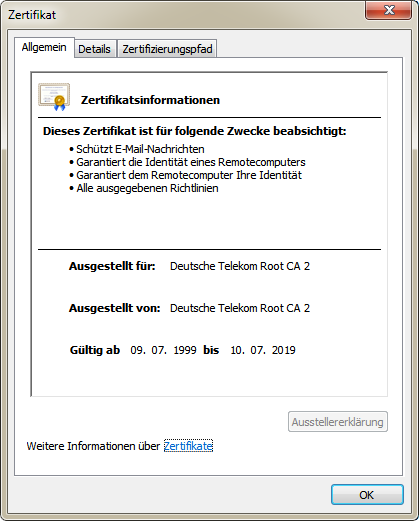 Zertifikat
Allgemein Details Zertifizierungspfad
Zertifikatsinformationen
Dieses Zertifikat ist für folgende Zwecke beabsichtigt:
• Schützt E-Mail-Nachrichten
• Garantiert die Identität eines Remotecomputers
• Garantiert dem Remotecomputer Ihre Identität
• Alle ausgegebenen Richtlinien
Ausgestellt für: Deutsche Telekom Root CA 2
Ausgestellt von: Deutsche Telekom Root CA 2
Gültig ab 09. 07. 1999 bis 10. 07. 2019
Ausstellererklärung
Weitere Informationen über Zertifikate
OK